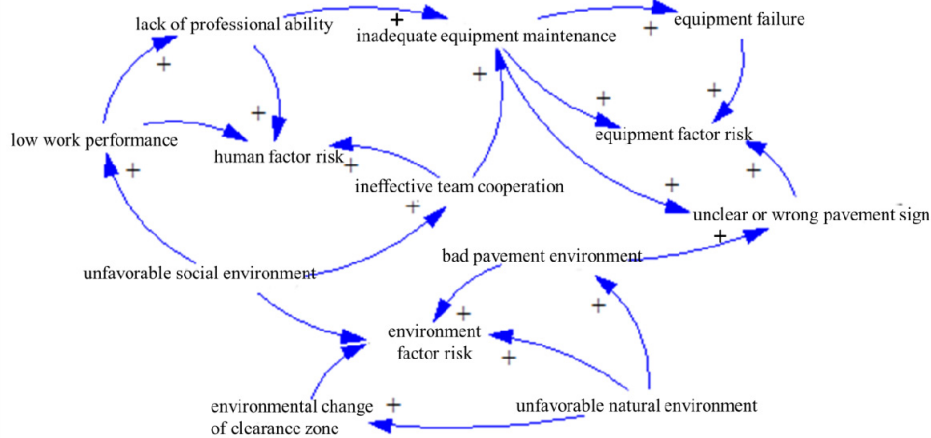 lack of professional ability
+
equipment failure
inadequate equipment maintenance
+
+
+
+
+
+
low work performance
equipment factor risk
human factor risk
+
+
+
ineffective team cooperation
+
+
unclear or wrong pavement sign
+
bad pavement environment
unfavorable social environment
+
+
environment
factor risk
+
environmental change
of clearance zone
+
unfavorable natural environment